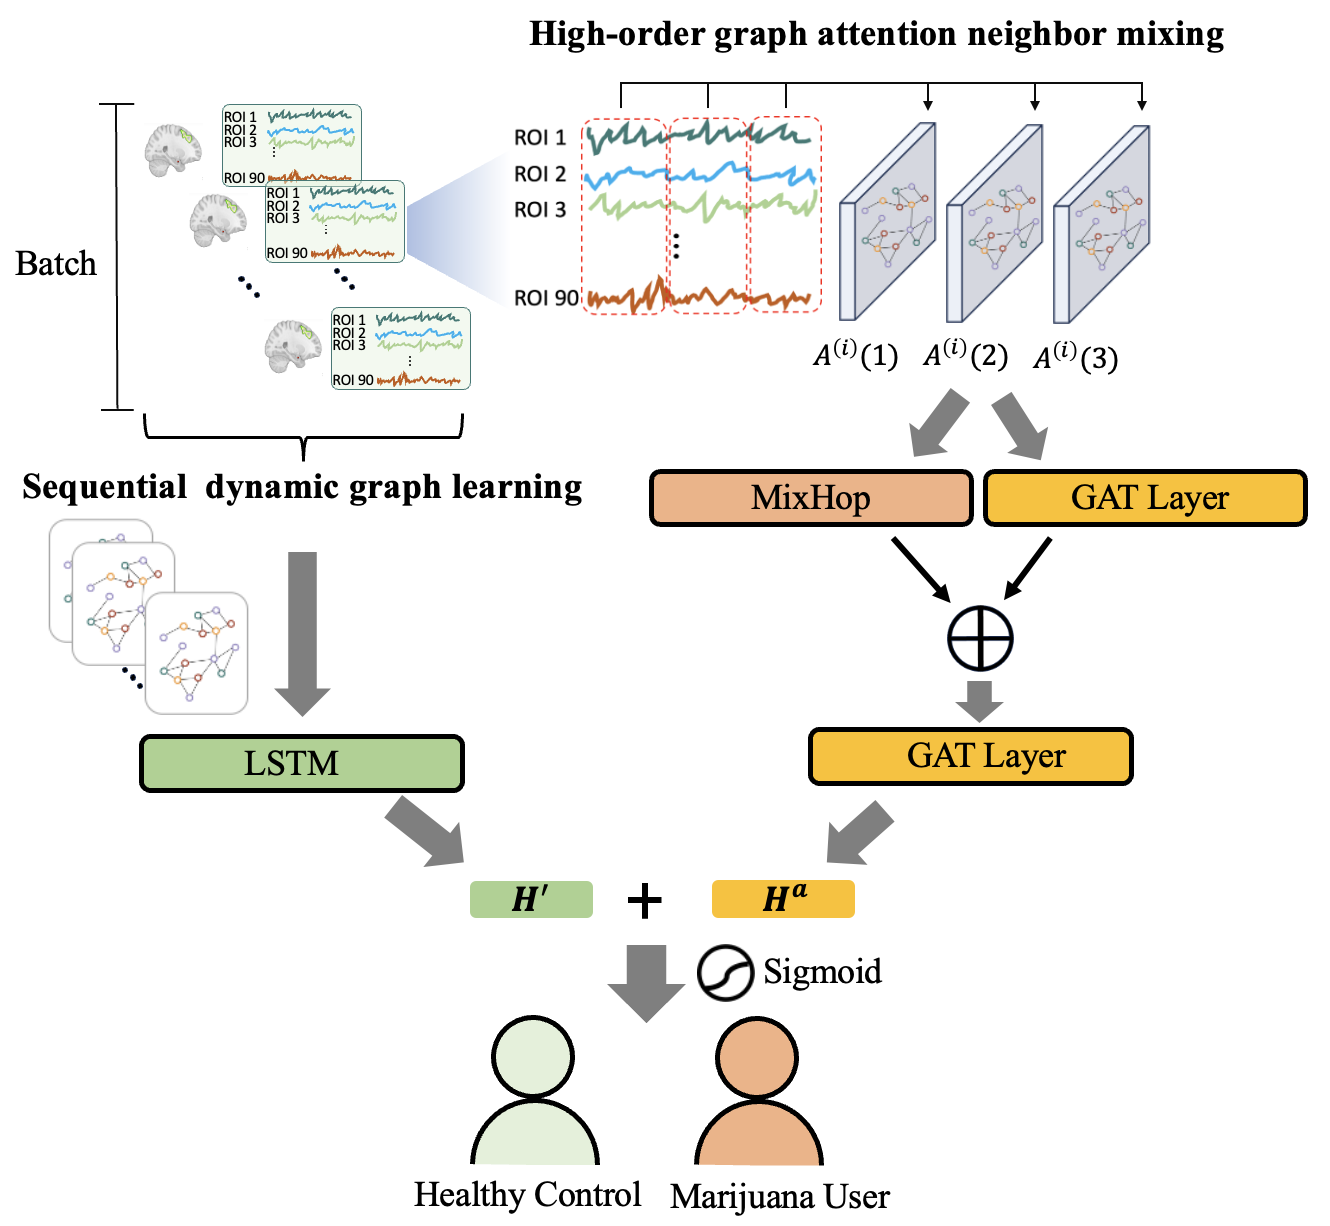 High-order graph attention neighbor mixing
ROI 1
ROI 2
ROI 3
ROI 90
ROI 1
ROI 2
ROI 3
ROI 90
ROI 1
ROI 2
ROI 3
ROI 90
Batch
ROI 1
ROI 2
ROI 3
ROI 90
A⁽ⁱ⁾(1) A⁽ⁱ⁾(2) A⁽ⁱ⁾(3)
Sequential dynamic graph learning
MixHop
GAT Layer
LSTM
GAT Layer
H′ + Hᵃ
Sigmoid
Healthy Control
Marijuana User